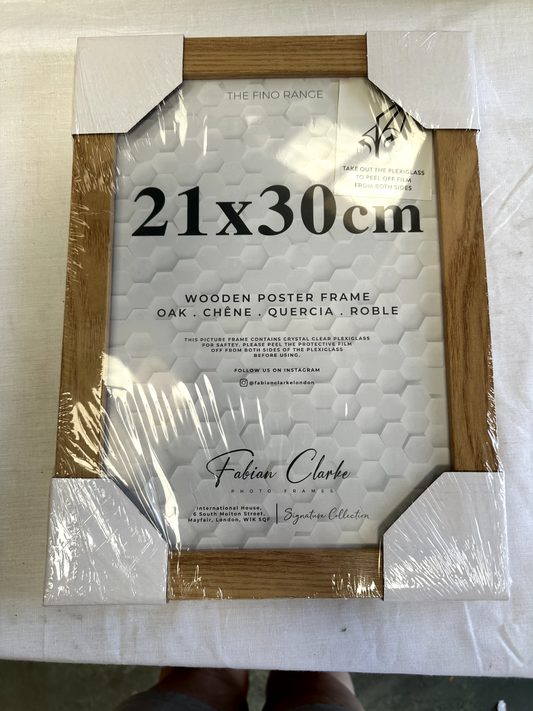 THE FINO RANGE
TAKE OUT THE PLEXIGLASS
TO PEEL OFF FILM
FROM BOTH SIDES
21x30cm
WOODEN POSTER FRAME
OAK . CHÊNE . QUERCIA . ROBLE
THIS PICTURE FRAME CONTAINS CRYSTAL CLEAR PLEXIGLASS
FOR SAFTEY. PLEASE PEEL THE PROTECTIVE FILM
OFF FROM BOTH SIDES OF THE PLEXIGLASS
BEFORE USING.
FOLLOW US ON INSTAGRAM
@fabianclarkelondon
Fabian Clarke
PHOTO FRAMES
International House,
6 South Molton Street,
Mayfair, London, W1K 5QF
Signature Collection